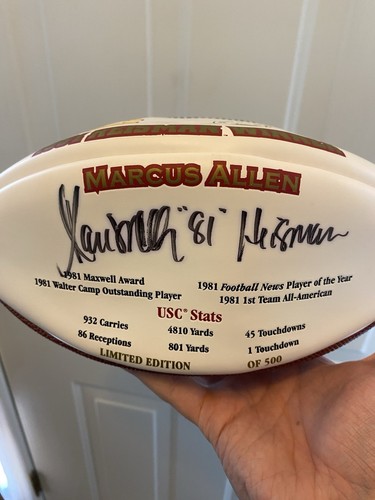 HEISMAN WINNER
MARCUS ALLEN
Marcus Allen "81" Heisman
1981 Maxwell Award
1981 Walter Camp Outstanding Player
1981 Football News Player of the Year
1981 1st Team All-American
USC® Stats
932 Carries 4810 Yards 45 Touchdowns
86 Receptions 801 Yards 1 Touchdown
LIMITED EDITION OF 500